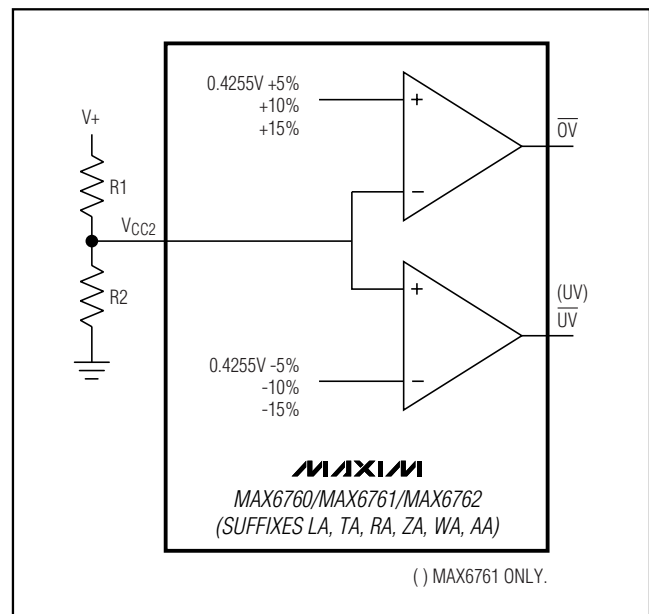 0.4255V +5%
+10%
+15%
+
OV
V+
R1
−
VCC2
R2
+
(UV)
UV
0.4255V -5%
-10%
-15%
−
MAXIM
MAX6760/MAX6761/MAX6762
(SUFFIXES LA, TA, RA, ZA, WA, AA)
( ) MAX6761 ONLY.